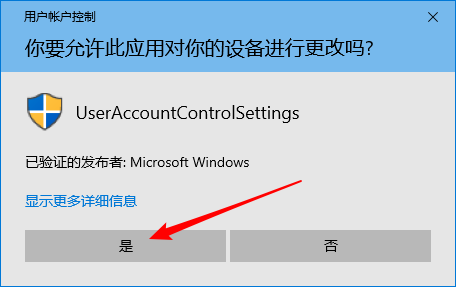 用户帐户控制
你要允许此应用对你的设备进行更改吗?
UserAccountControlSettings
已验证的发布者: Microsoft Windows
显示更多详细信息
是
否